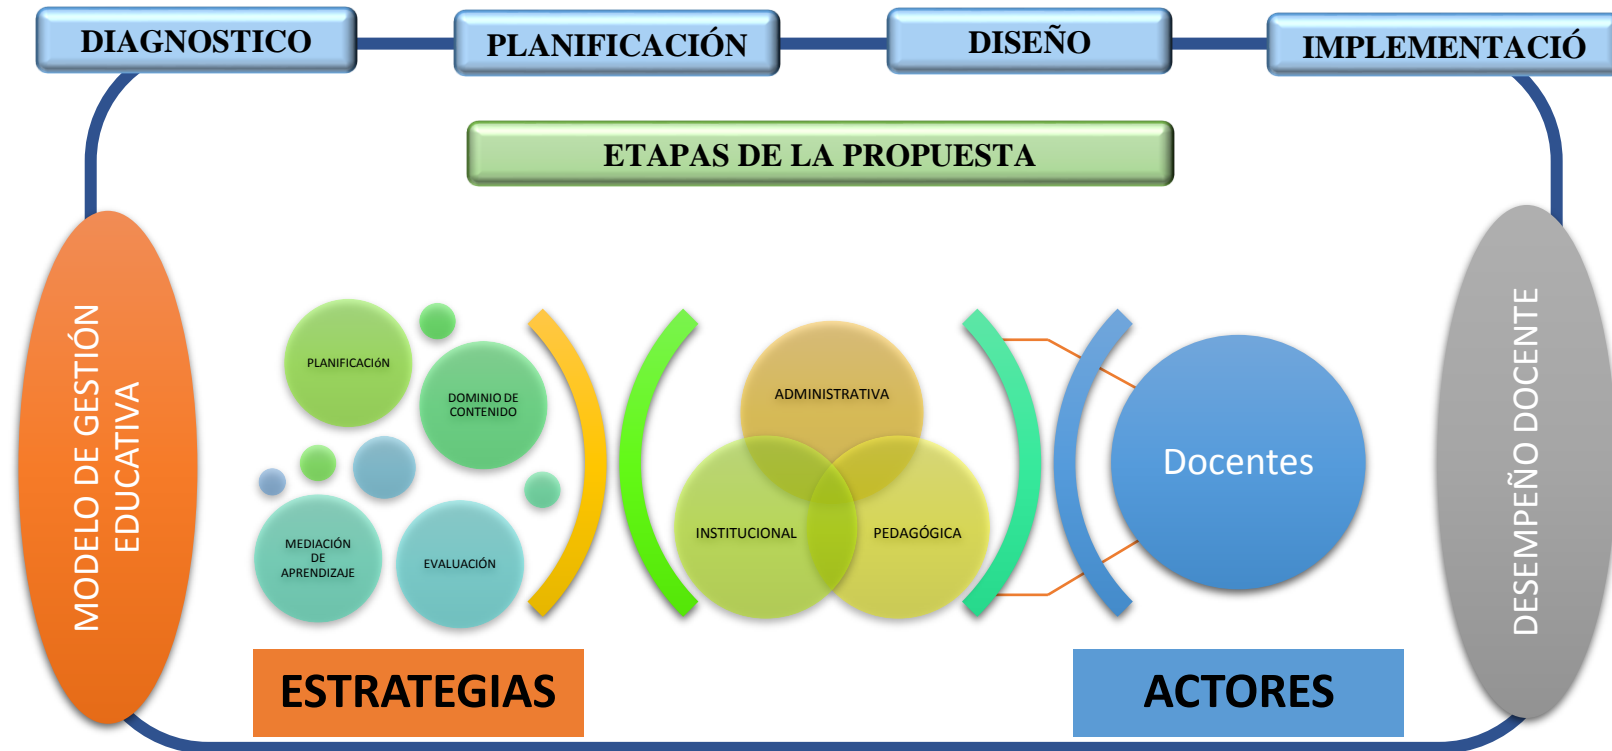 DIAGNOSTICO
PLANIFICACIÓN
DISEÑO
IMPLEMENTACIÓ
ETAPAS DE LA PROPUESTA
MODELO DE GESTIÓN
EDUCATIVA
PLANIFICACIóN
DOMINIO DE
CONTENIDO
MEDIACIÓN
DE
APRENDIZAJE
EVALUACIÓN
ADMINISTRATIVA
INSTITUCIONAL
PEDAGÓGICA
Docentes
DESEMPEÑO DOCENTE
ESTRATEGIAS
ACTORES